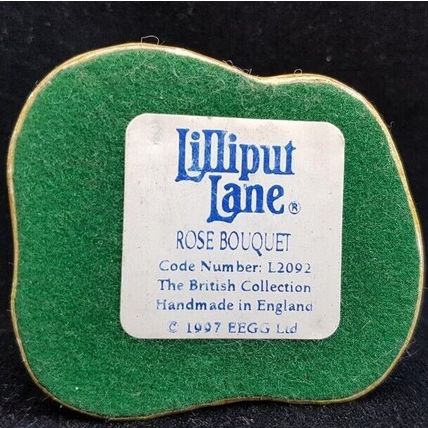 Lilliput
Lane®
ROSE BOUQUET
Code Number: L2092
The British Collection
Handmade in England
© 1997 EEGG Ltd